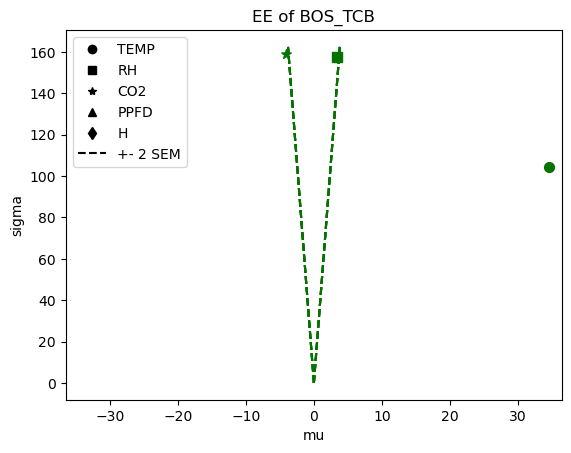 EE of BOS_TCB
TEMP
RH
CO2
PPFD
H
+- 2 SEM
160
140
120
100
80
60
40
20
0
sigma
−30
−20
−10
0
10
20
30
mu